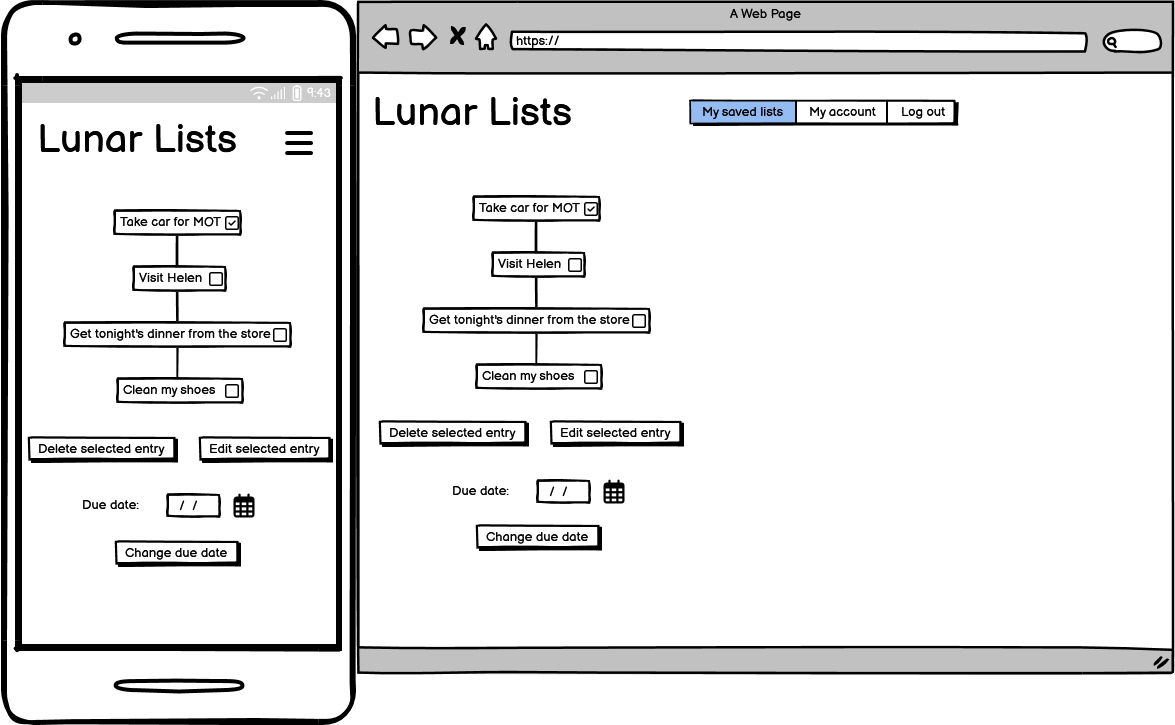 9:43
Lunar Lists
Take car for MOT
Visit Helen
Get tonight's dinner from the store
Clean my shoes
Delete selected entry
Edit selected entry
Due date:
/ /
Change due date
A Web Page
https://
Lunar Lists
My saved lists
My account
Log out
Take car for MOT
Visit Helen
Get tonight's dinner from the store
Clean my shoes
Delete selected entry
Edit selected entry
Due date:
/ /
Change due date